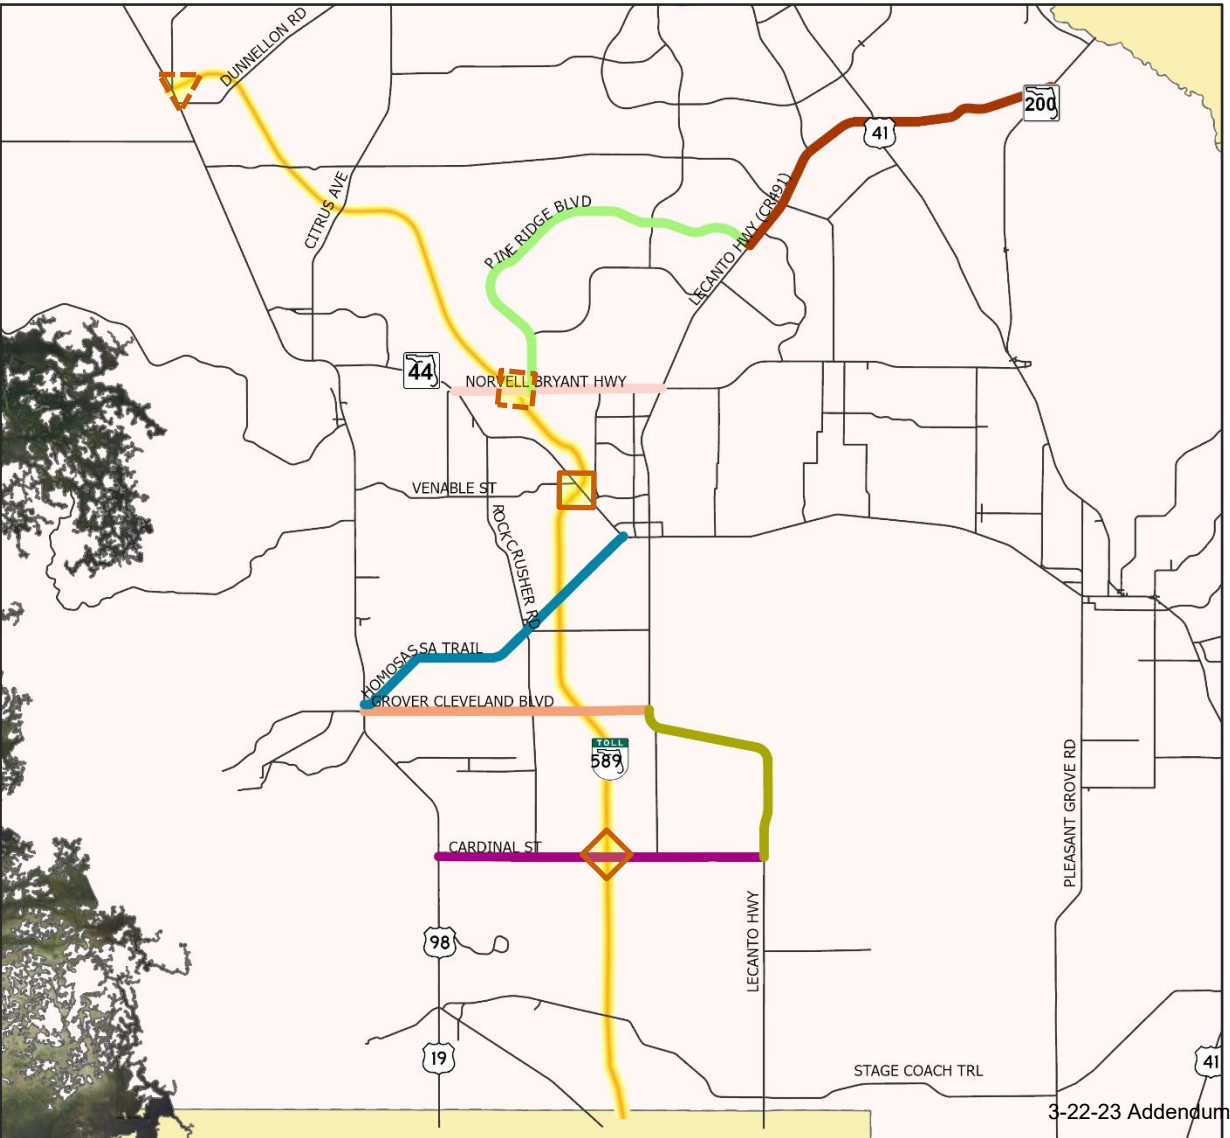 DUNNELLON RD
200
41
CITRUS AVE
LECANTO HWY (CR491)
PINE RIDGE BLVD
44
NORVELL BRYANT HWY
VENABLE ST
ROCKCRUSHER RD
HOMOSASSA TRAIL
GROVER CLEVELAND BLVD
TOLL
589
PLEASANT GROVE RD
CARDINAL ST
LECANTO HWY
98
19
STAGE COACH TRL
41
3-22-23 Addendum